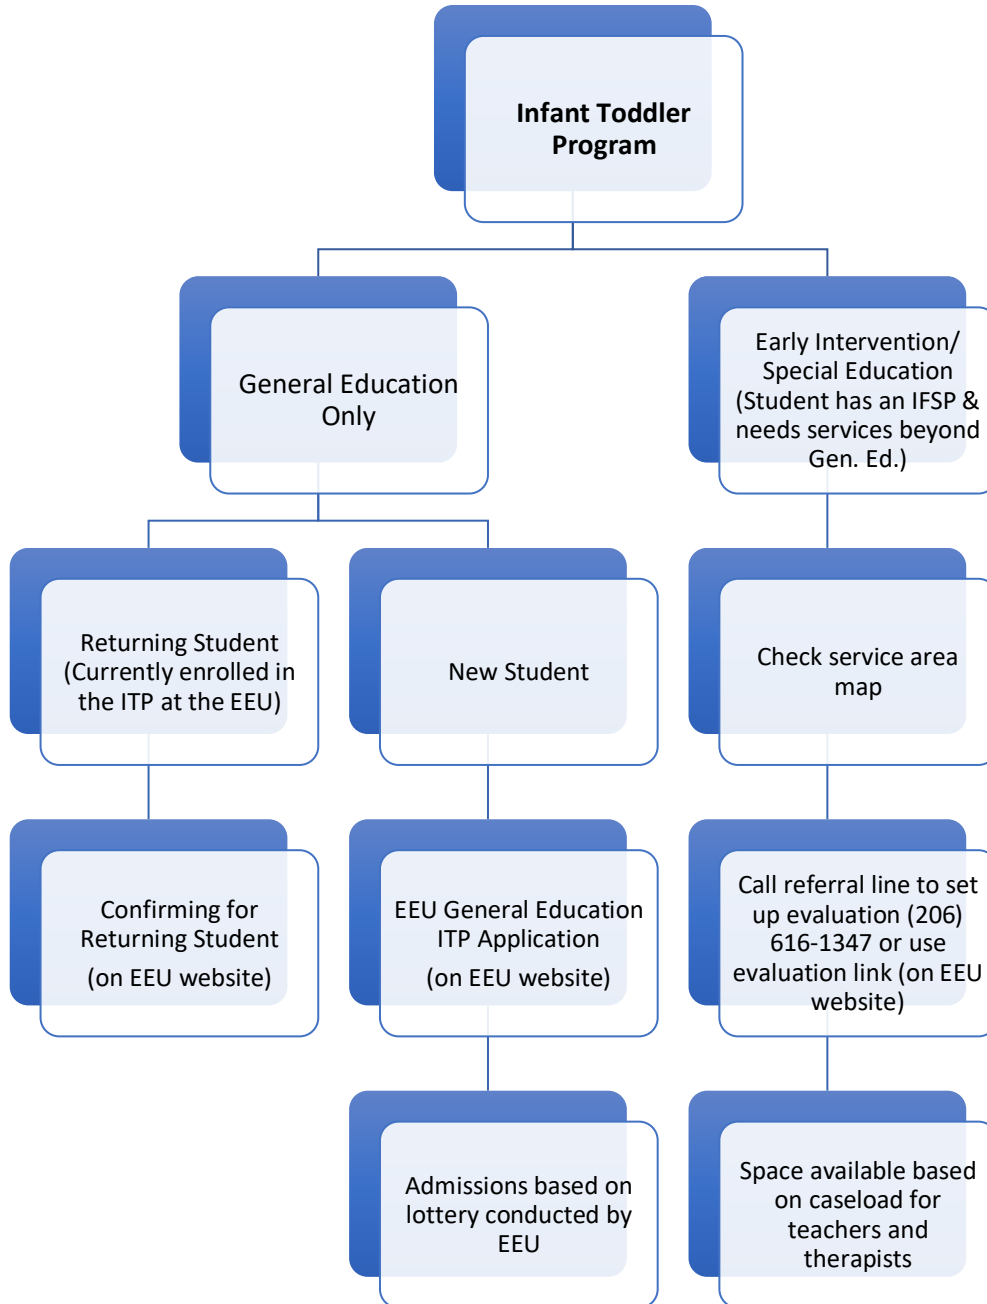 Infant Toddler
Program
General Education
Only
Early Intervention/
Special Education
(Student has an IFSP &
needs services beyond
Gen. Ed.)
Returning Student
(Currently enrolled in
the ITP at the EEU)
New Student
Check service area
map
Confirming for
Returning Student
(on EEU website)
EEU General Education
ITP Application
(on EEU website)
Call referral line to set
up evaluation (206)
616-1347 or use
evaluation link (on EEU
website)
Admissions based on
lottery conducted by
EEU
Space available based
on caseload for
teachers and
therapists